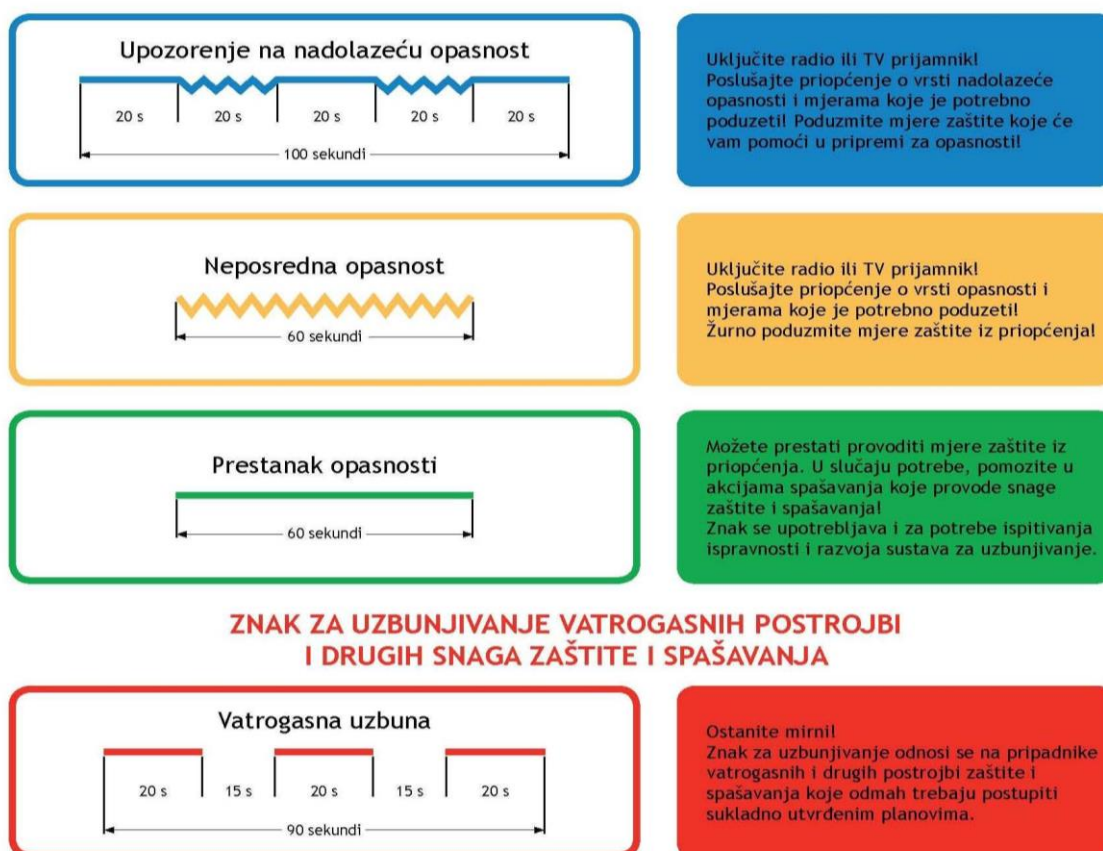 Upozorenje na nadolazeću opasnost
20 s 20 s 20 s 20 s 20 s
100 sekundi
Uključite radio ili TV prijamnik!
Poslušajte priopćenje o vrsti nadolazeće
opasnosti i mjerama koje je potrebno
poduzeti! Poduzmite mjere zaštite koje će
vam pomoći u pripremi za opasnosti!
Neposredna opasnost
60 sekundi
Uključite radio ili TV prijamnik!
Poslušajte priopćenje o vrsti opasnosti i
mjerama koje je potrebno poduzeti!
Žurno poduzmite mjere zaštite iz priopćenja!
Prestanak opasnosti
60 sekundi
Možete prestati provoditi mjere zaštite iz
priopćenja. U slučaju potrebe, pomozite u
akcijama spašavanja koje provode snage
zaštite i spašavanja!
Znak se upotrebljava i za potrebe ispitivanja
ispravnosti i razvoja sustava za uzbunjivanje.
ZNAK ZA UZBUNJIVANJE VATROGASNIH POSTROJBI
I DRUGIH SNAGA ZAŠTITE I SPAŠAVANJA
Vatrogasna uzbuna
20 s 15 s 20 s 15 s 20 s
90 sekundi
Ostanite mirni!
Znak za uzbunjivanje odnosi se na pripadnike
vatrogasnih i drugih postrojbi zaštite i
spašavanja koje odmah trebaju postupiti
sukladno utvrđenim planovima.